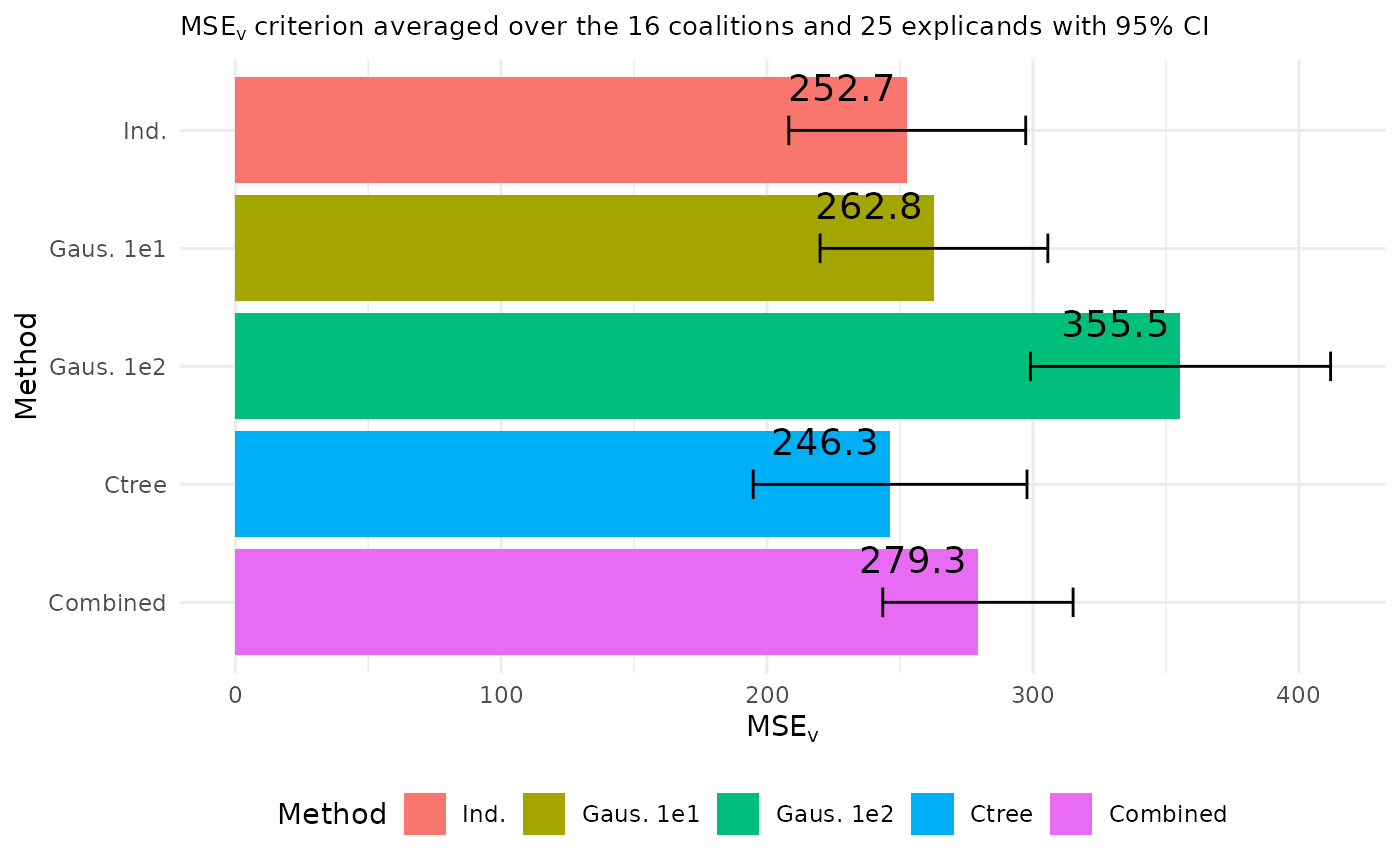 MSEv criterion averaged over the 16 coalitions and 25 explicands with 95% CI
Method
Ind.
252.7
Gaus. 1e1
262.8
Gaus. 1e2
355.5
Ctree
246.3
Combined
279.3
0 100 200 300 400
MSEv
Method Ind. Gaus. 1e1 Gaus. 1e2 Ctree Combined